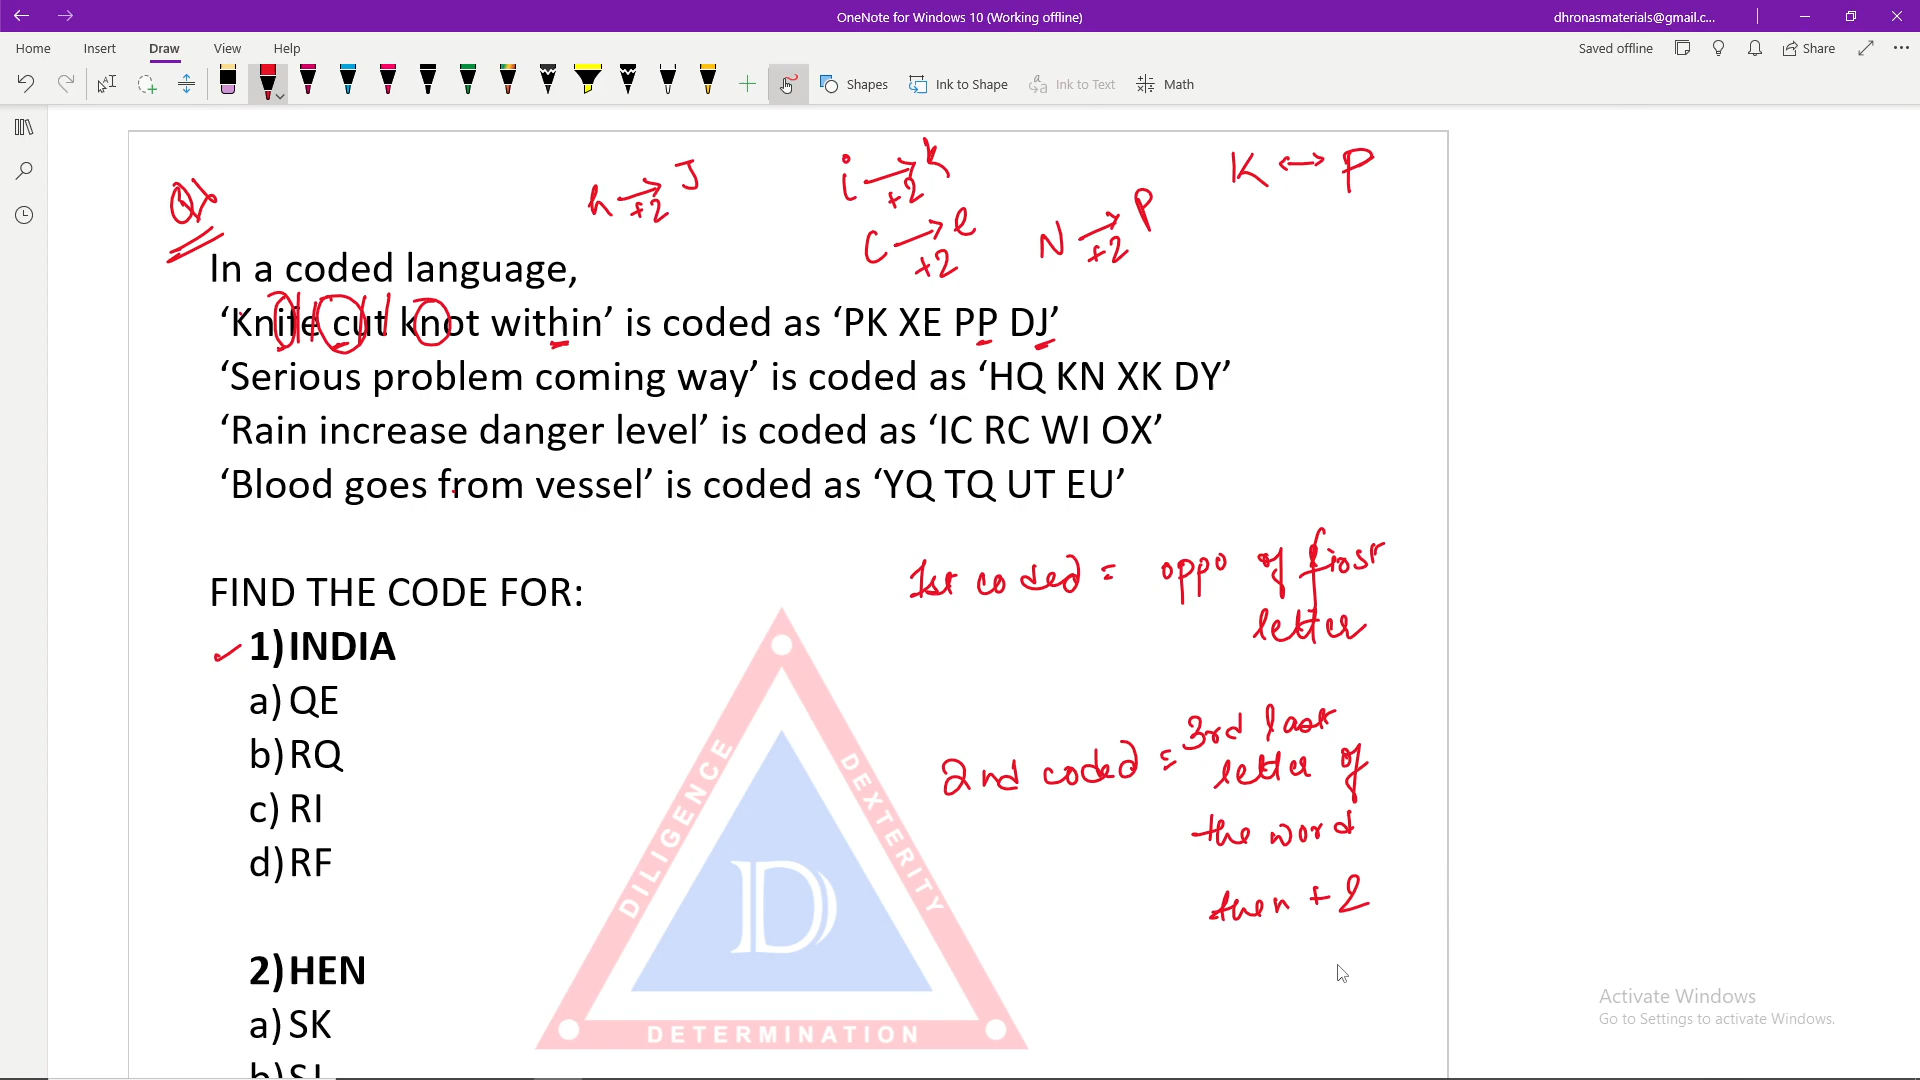 OneNote for Windows 10 (Working offline)
dhronasmaterials@gmail.c...
Home Insert Draw View Help
Saved offline
Share
Shapes
Ink to Shape
Ink to Text
Math
h → J
+2
i → k
+2
C → e
+2
N → P
+2
K ↔ P
In a coded language,
‘Knife cut knot within’ is coded as ‘PK XE PP DJ’
‘Serious problem coming way’ is coded as ‘HQ KN XK DY’
‘Rain increase danger level’ is coded as ‘IC RC WI OX’
‘Blood goes from vessel’ is coded as ‘YQ TQ UT EU’
1st coded = oppo of first
letter
FIND THE CODE FOR:
1) INDIA
a) QE
b) RQ
c) RI
d) RF
2nd coded = 3rd last
letter of
the word
then +2
2) HEN
a) SK
b) SJ
DILIGENCE
DEXTERITY
DETERMINATION
D
Activate Windows
Go to Settings to activate Windows.